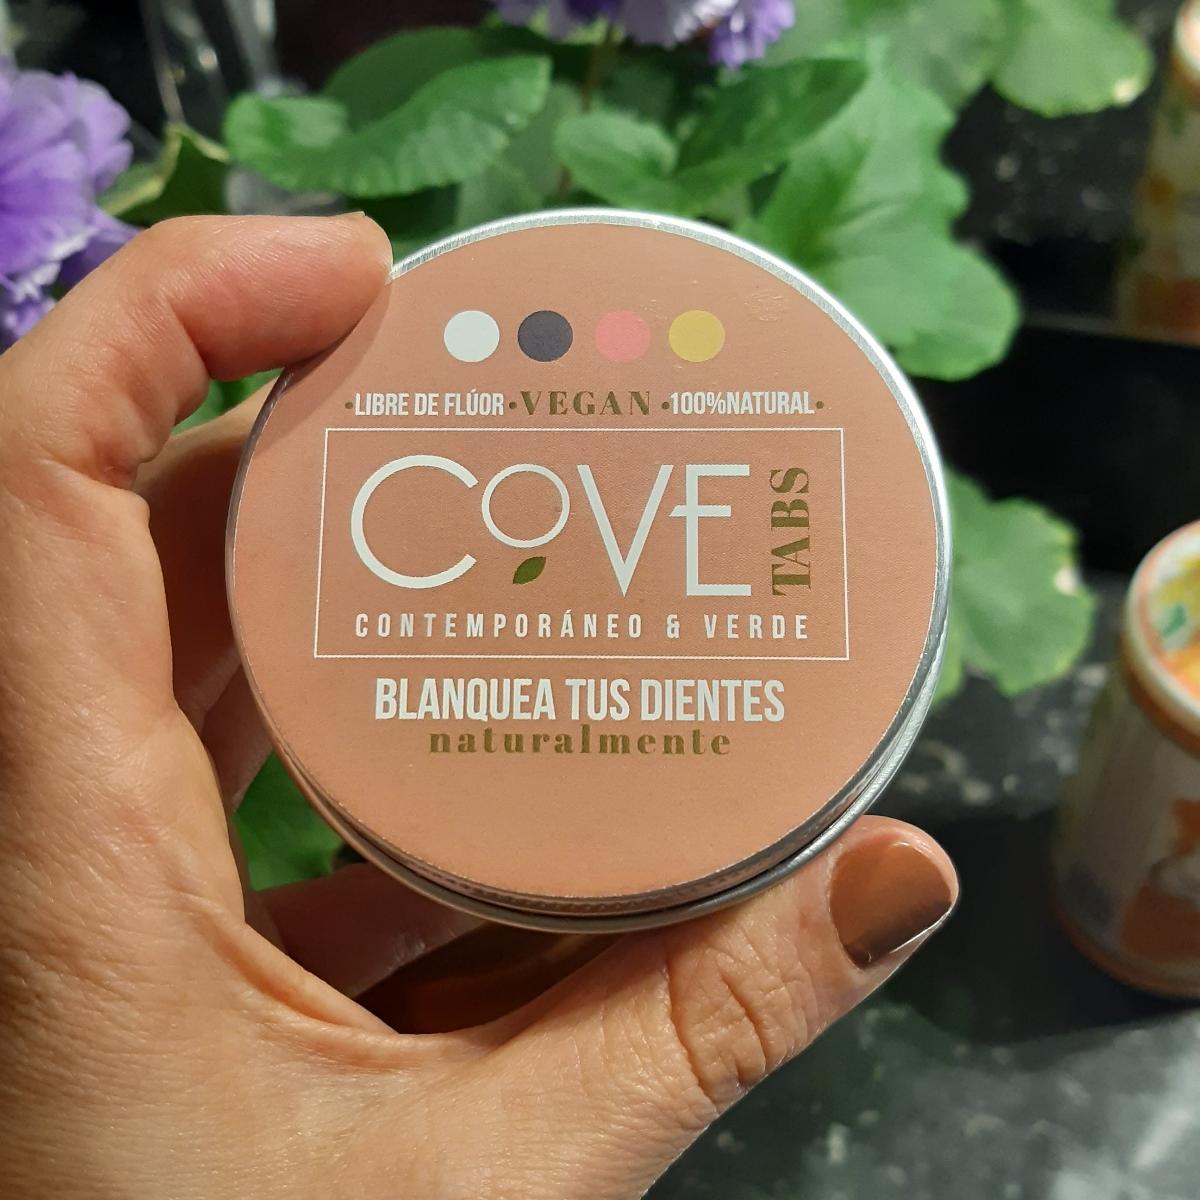 •LIBRE DE FLÚOR•VEGAN•100%NATURAL•
COVE TABS
CONTEMPORÁNEO & VERDE
BLANQUEA TUS DIENTES
naturalmente